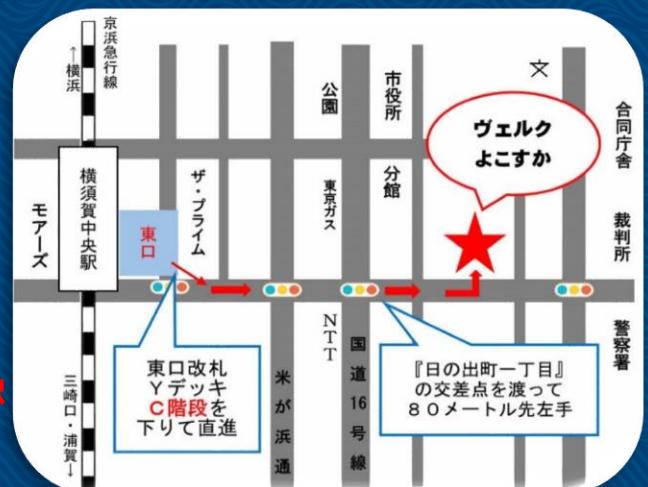 京浜急行線
←横浜
公園
市役所
文
合同庁舎
ヴェルク
よこすか
横須賀中央駅
モアーズ
東口
ザ・プライム
東京ガス
分館
裁判所
NTT
国道16号線
警察署
東口改札
Yデッキ
C階段を
下りて直進
米が浜通
『日の出町一丁目』
の交差点を渡って
80メートル先左手
三崎口・浦賀→